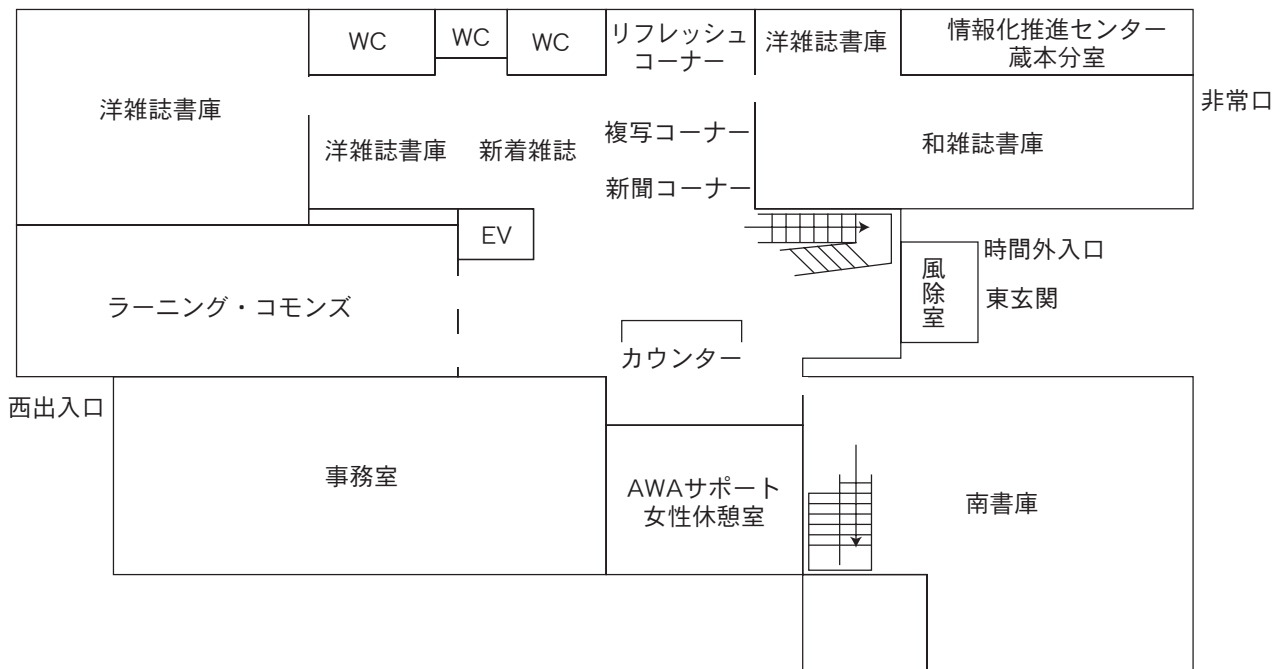 WC
WC
WC
リフレッシュ
コーナー
洋雑誌書庫
情報化推進センター
蔵本分室
洋雑誌書庫
非常口
洋雑誌書庫
新着雑誌
複写コーナー
和雑誌書庫
新聞コーナー
EV
時間外入口
風除室
東玄関
ラーニング・コモンズ
カウンター
西出入口
事務室
AWAサポート
女性休憩室
南書庫